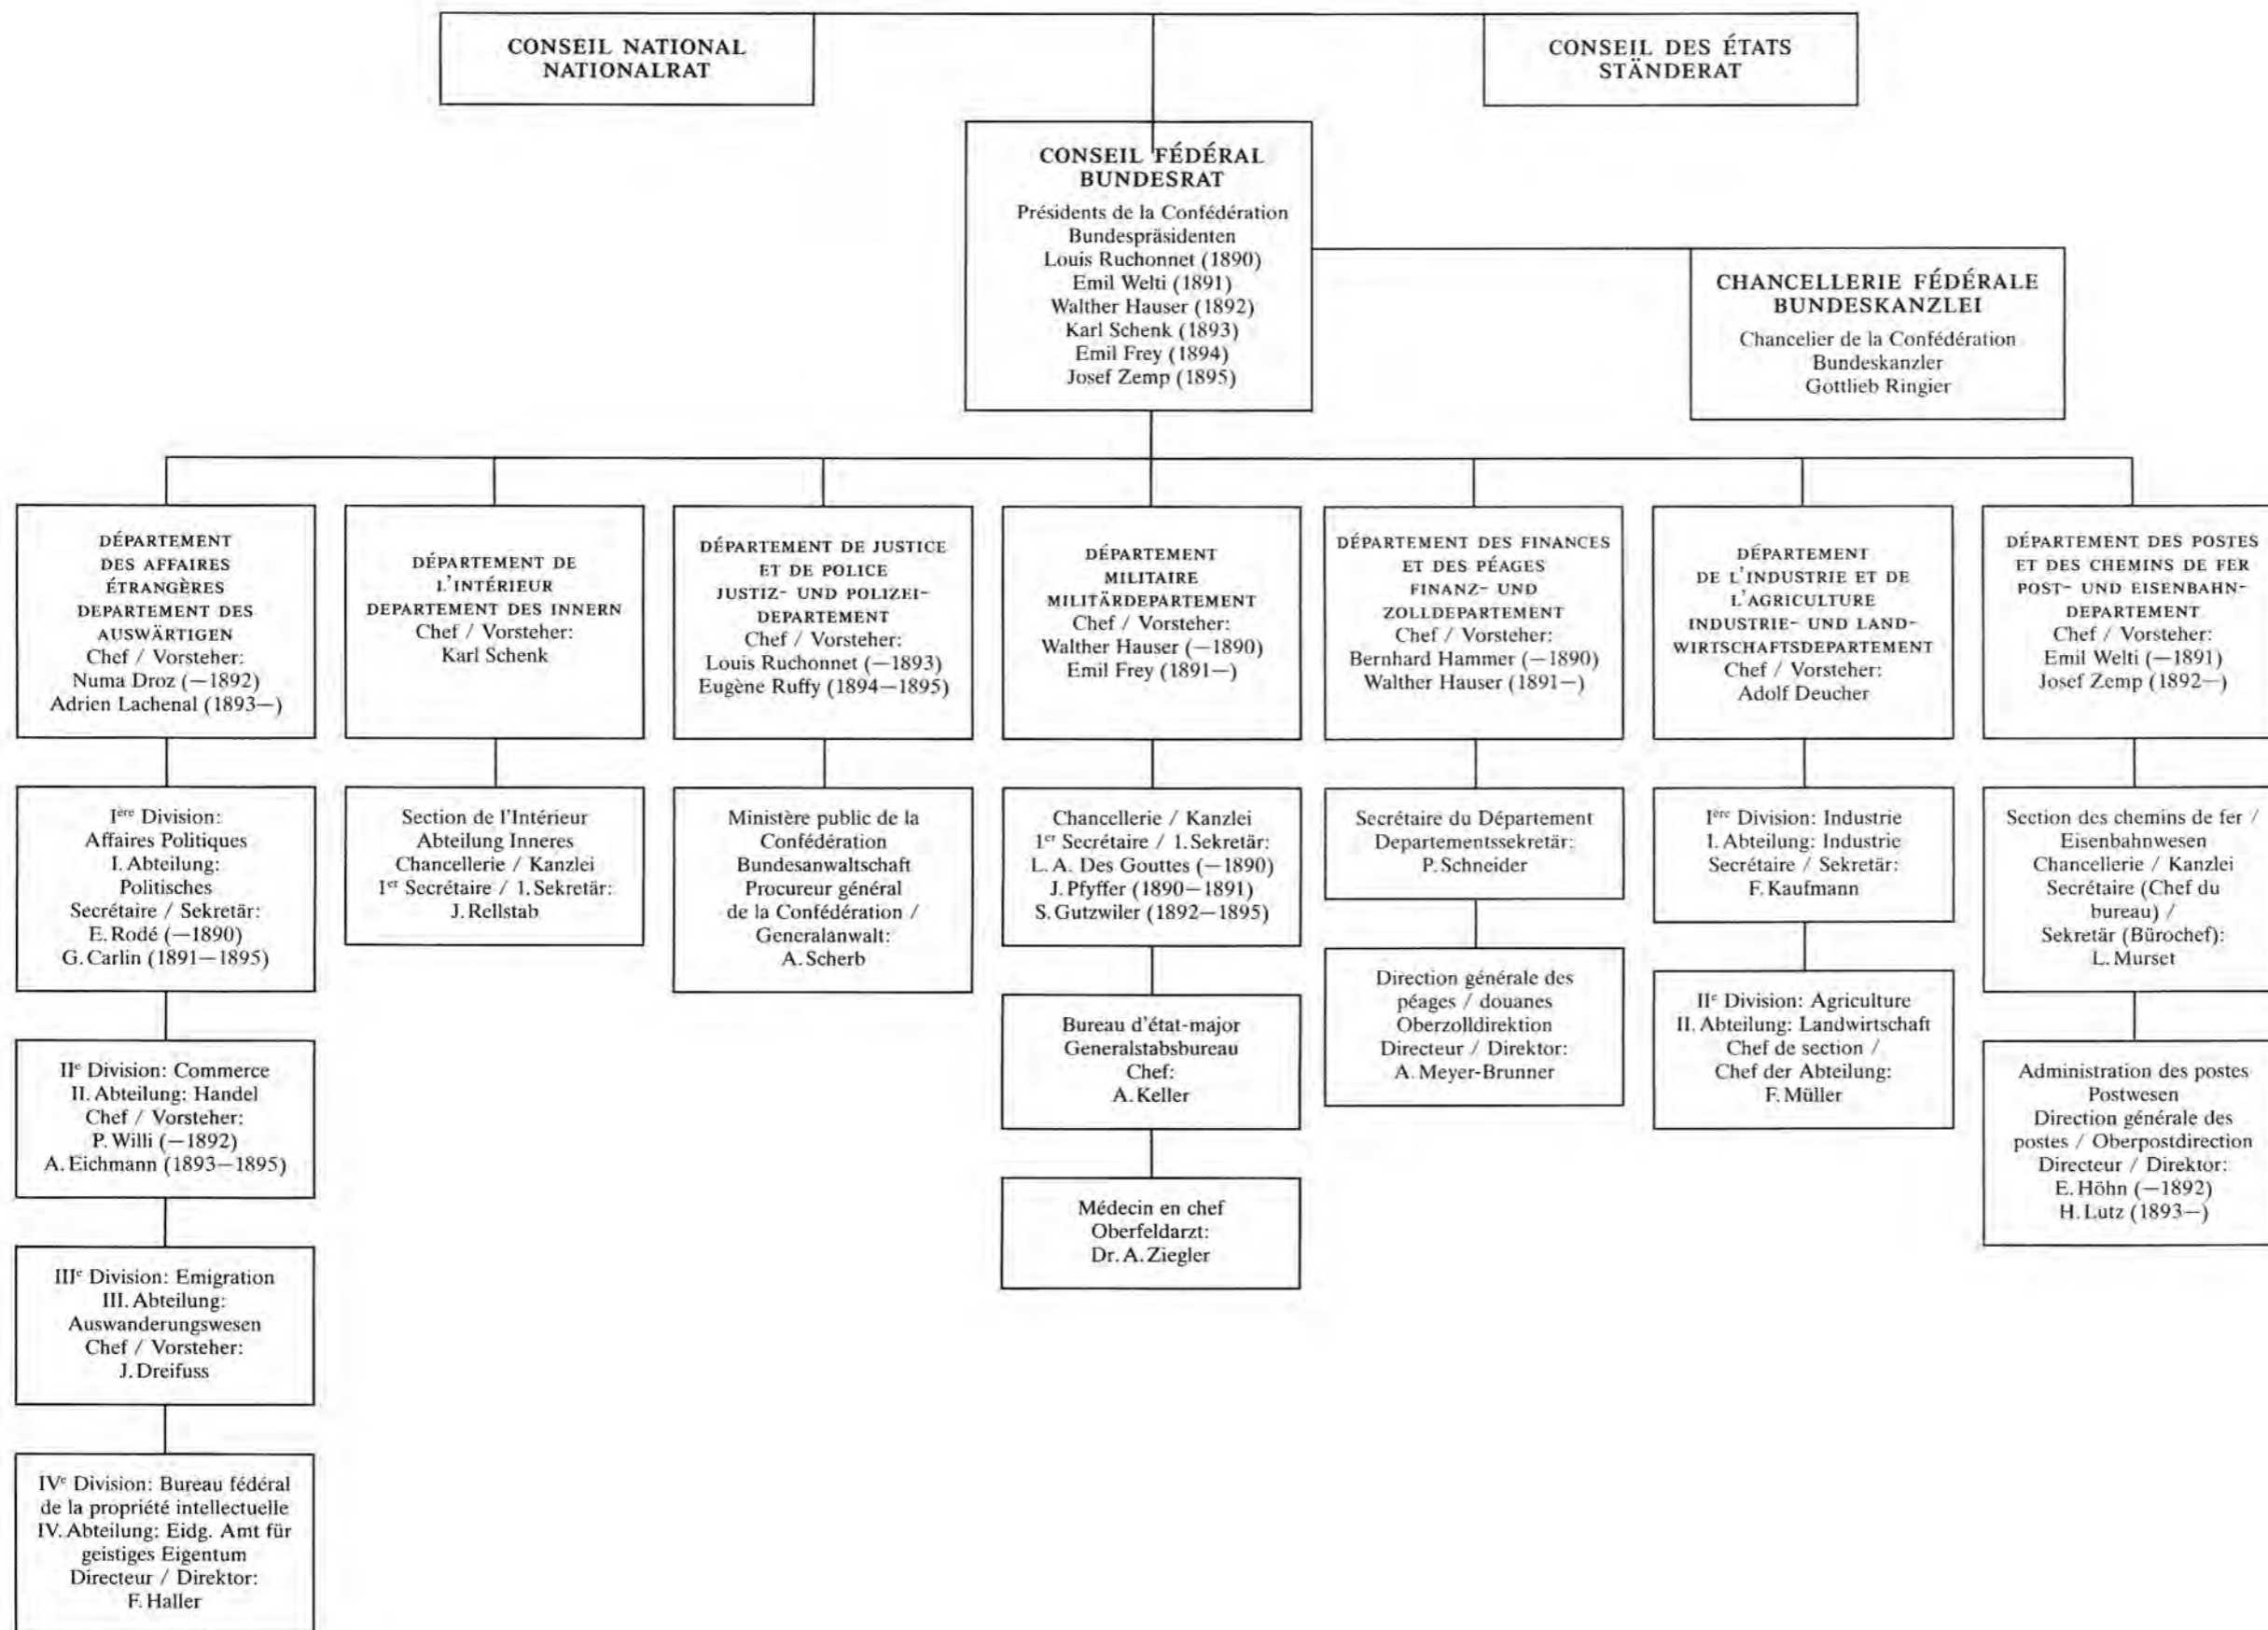 CONSEIL NATIONAL
NATIONALRAT
CONSEIL DES ÉTATS
STÄNDERAT
CONSEIL FÉDÉRAL
BUNDESRAT
Présidents de la Confédération
Bundespräsidenten
Louis Ruchonnet (1890)
Emil Welti (1891)
Walther Hauser (1892)
Karl Schenk (1893)
Emil Frey (1894)
Josef Zemp (1895)
CHANCELLERIE FÉDÉRALE
BUNDESKANZLEI
Chancelier de la Confédération
Bundeskanzler
Gottlieb Ringier
DÉPARTEMENT
DES AFFAIRES
ÉTRANGÈRES
DEPARTEMENT DES
AUSWÄRTIGEN
Chef / Vorsteher:
Numa Droz (—1892)
Adrien Lachenal (1893—)
DÉPARTEMENT DE
L'INTÉRIEUR
DEPARTEMENT DES INNERN
Chef / Vorsteher:
Karl Schenk
DÉPARTEMENT DE JUSTICE
ET DE POLICE
JUSTIZ- UND POLIZEI-
DEPARTEMENT
Chef / Vorsteher:
Louis Ruchonnet (—1893)
Eugène Ruffy (1894—1895)
DÉPARTEMENT
MILITAIRE
MILITÄRDEPARTEMENT
Chef / Vorsteher:
Walther Hauser (—1890)
Emil Frey (1891—)
DÉPARTEMENT DES FINANCES
ET DES PÉAGES
FINANZ- UND
ZOLLDEPARTEMENT
Chef / Vorsteher:
Bernhard Hammer (—1890)
Walther Hauser (1891—)
DÉPARTEMENT
DE L'INDUSTRIE ET DE
L'AGRICULTURE
INDUSTRIE- UND LAND-
WIRTSCHAFTSDEPARTEMENT
Chef / Vorsteher:
Adolf Deucher
DÉPARTEMENT DES POSTES
ET DES CHEMINS DE FER
POST- UND EISENBAHN-
DEPARTEMENT
Chef / Vorsteher:
Emil Welti (—1891)
Josef Zemp (1892—)
Ière Division:
Affaires Politiques
I. Abteilung:
Politisches
Secrétaire / Sekretär:
E. Rodé (—1890)
G. Carlin (1891—1895)
Section de l'Intérieur
Abteilung Inneres
Chancellerie / Kanzlei
1er Secrétaire / 1. Sekretär:
J. Rellstab
Ministère public de la
Confédération
Bundesanwaltschaft
Procureur général
de la Confédération /
Generalanwalt:
A. Scherb
Chancellerie / Kanzlei
1er Secrétaire / 1. Sekretär:
L. A. Des Gouttes (—1890)
J. Pfyffer (1890—1891)
S. Gutzwiler (1892—1895)
Secrétaire du Département
Departementssekretär:
P. Schneider
Ière Division: Industrie
I. Abteilung: Industrie
Secrétaire / Sekretär:
F. Kaufmann
Section des chemins de fer /
Eisenbahnwesen
Chancellerie / Kanzlei
Secrétaire (Chef du
bureau) /
Sekretär (Bürochef):
L. Murset
Direction générale des
péages / douanes
Oberzolldirektion
Directeur / Direktor:
A. Meyer-Brunner
IIe Division: Agriculture
II. Abteilung: Landwirtschaft
Chef de section /
Chef der Abteilung:
F. Müller
Bureau d'état-major
Generalstabsbureau
Chef:
A. Keller
IIe Division: Commerce
II. Abteilung: Handel
Chef / Vorsteher:
P. Willi (—1892)
A. Eichmann (1893—1895)
Administration des postes
Postwesen
Direction générale des
postes / Oberpostdirection
Directeur / Direktor:
E. Höhn (—1892)
H. Lutz (1893—)
Médecin en chef
Oberfeldarzt:
Dr. A. Ziegler
IIIe Division: Emigration
III. Abteilung:
Auswanderungswesen
Chef / Vorsteher:
J. Dreifuss
IVe Division: Bureau fédéral
de la propriété intellectuelle
IV. Abteilung: Eidg. Amt für
geistiges Eigentum
Directeur / Direktor:
F. Haller